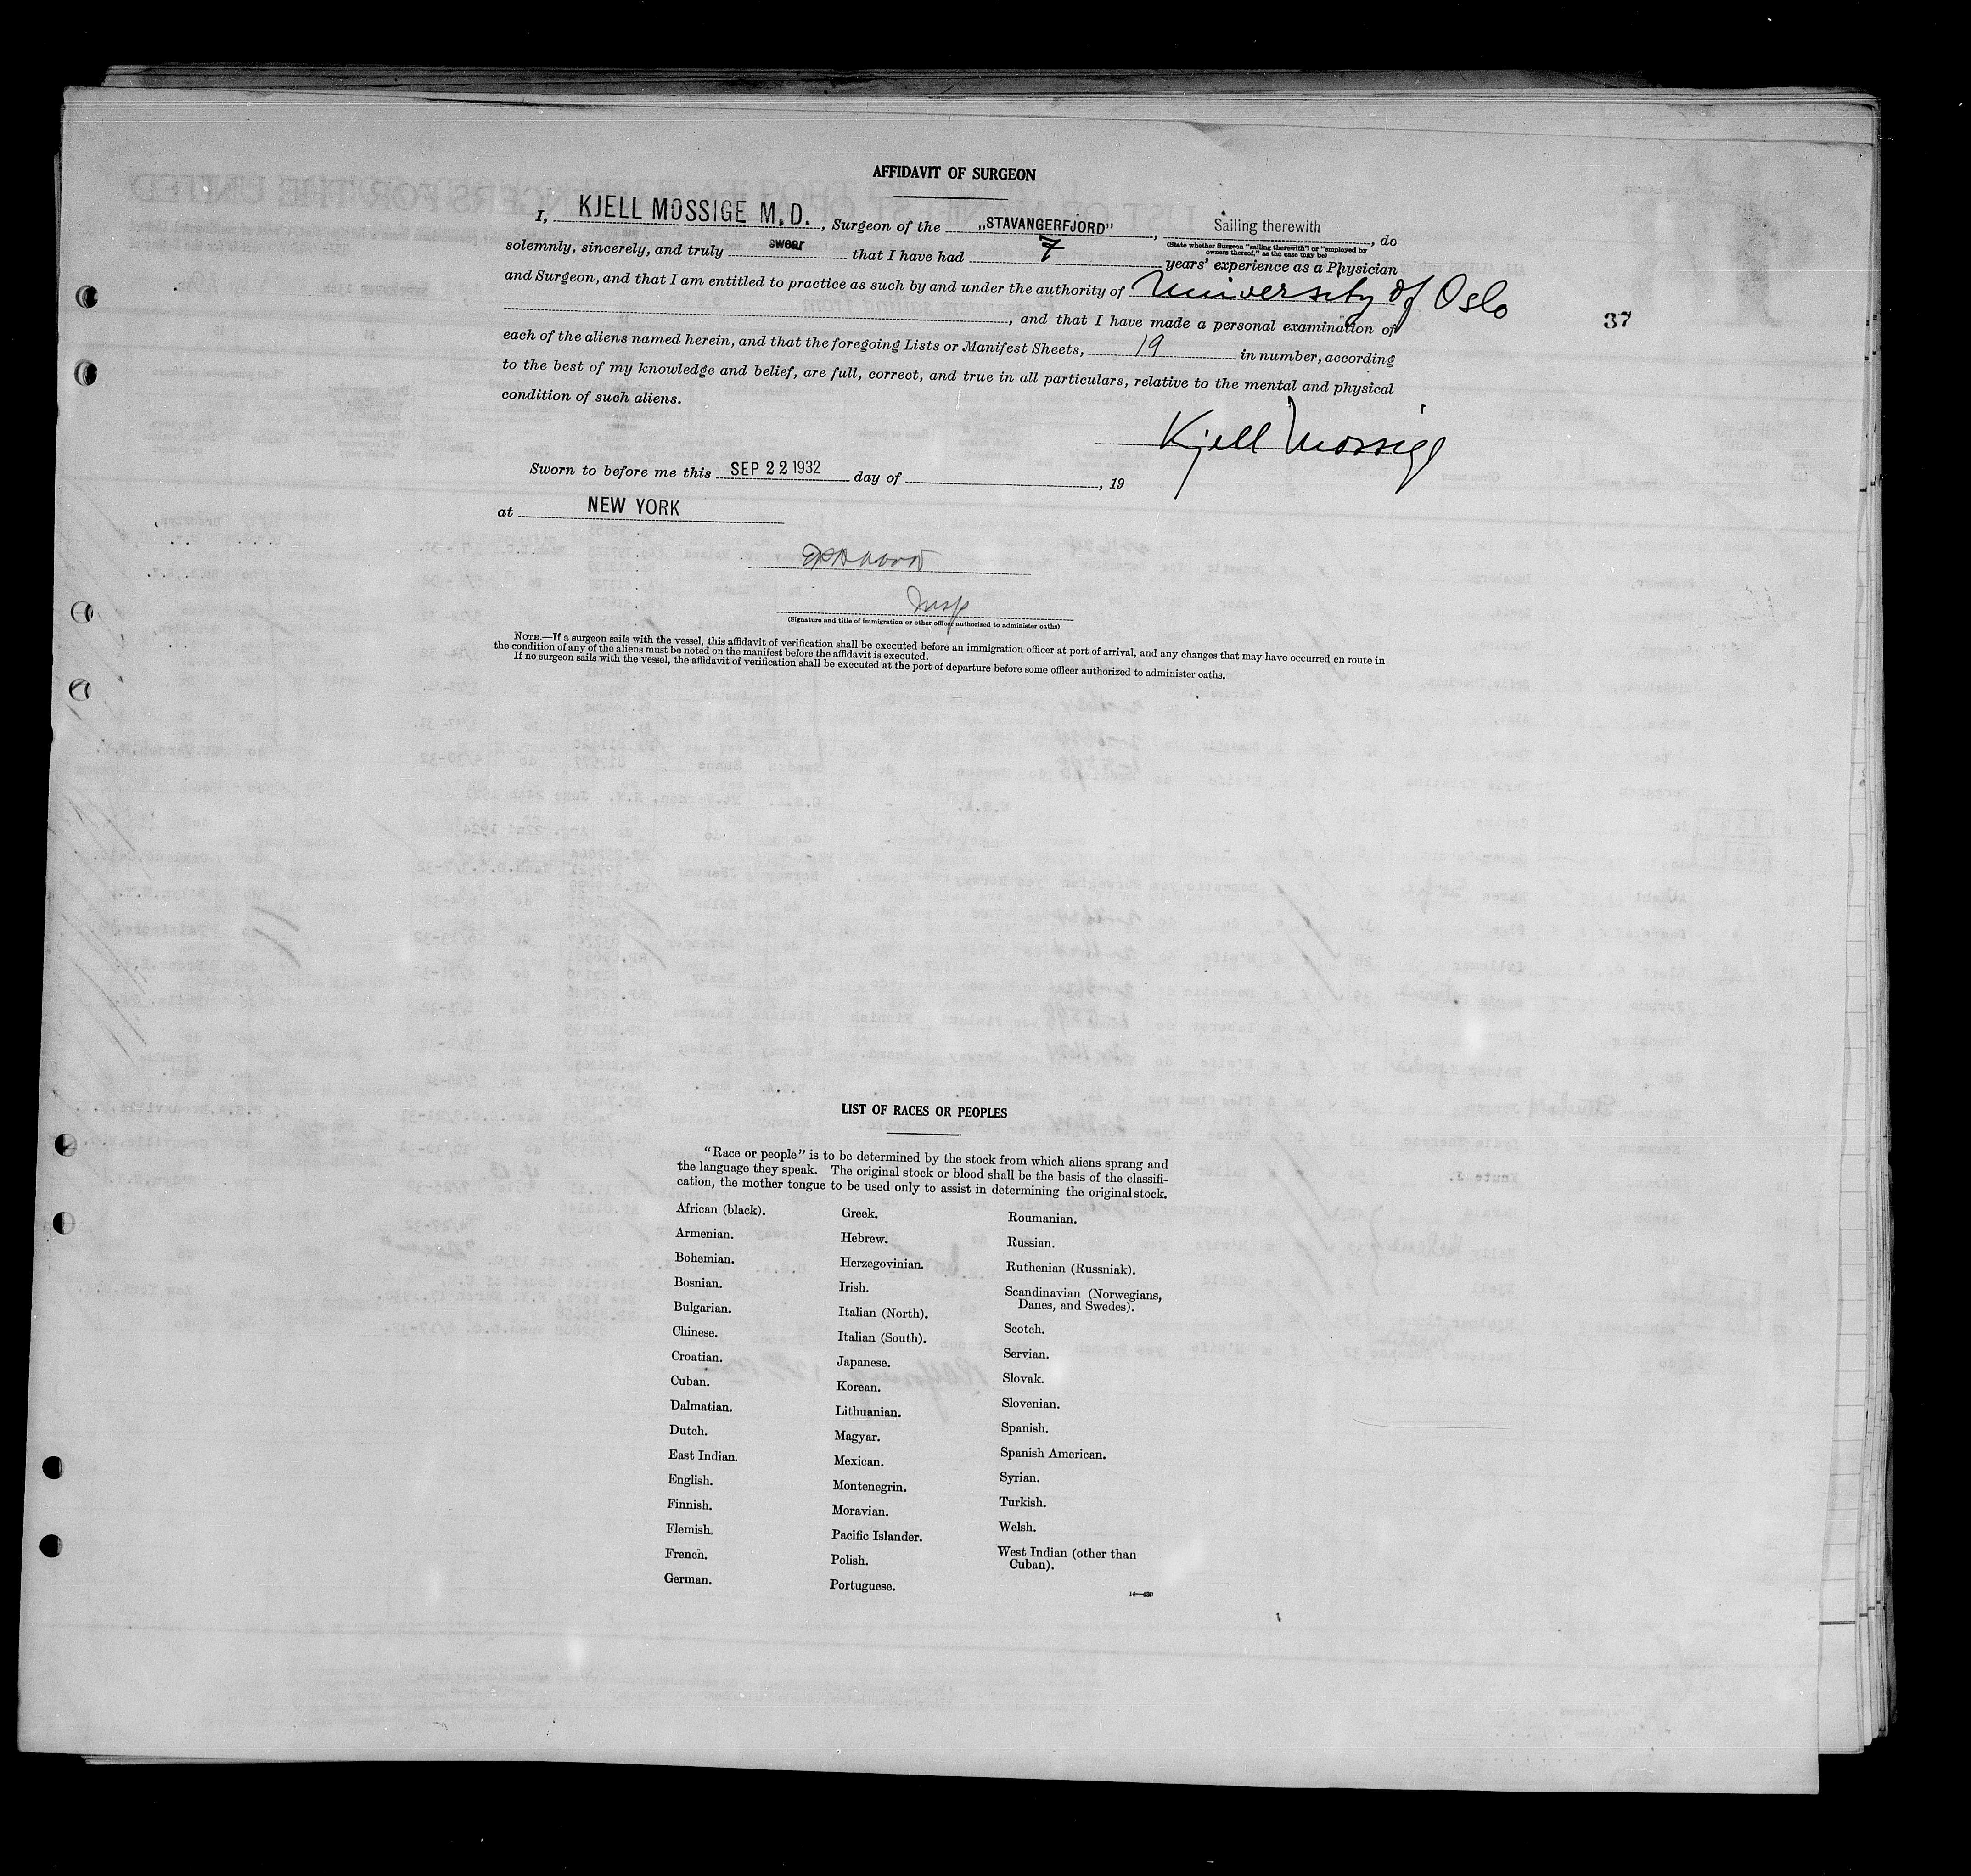 AFFIDAVIT OF SURGEON
I, KJELL MOSSIGE M.D., Surgeon of the „STAVANGERFJORD", Sailing therewith, do
(State whether Surgeon "sailing therewith" or "employed by
owners thereof," as the case may be)
solemnly, sincerely, and truly swear that I have had 7 years' experience as a Physician
and Surgeon, and that I am entitled to practice as such by and under the authority of University of Oslo
, and that I have made a personal examination of
37
each of the aliens named herein, and that the foregoing Lists or Manifest Sheets, 19 in number, according
to the best of my knowledge and belief, are full, correct, and true in all particulars, relative to the mental and physical
condition of such aliens.
Kjell Mossige
Sworn to before me this SEP 22 1932 day of , 19
at NEW YORK
Insp
(Signature and title of immigration or other officer authorized to administer oaths)
NOTE.—If a surgeon sails with the vessel, this affidavit of verification shall be executed before an immigration officer at port of arrival, and any changes that may have occurred en route in
the condition of any of the aliens must be noted on the manifest before the affidavit is executed.
If no surgeon sails with the vessel, the affidavit of verification shall be executed at the port of departure before some officer authorized to administer oaths.
LIST OF RACES OR PEOPLES
"Race or people" is to be determined by the stock from which aliens sprang and
the language they speak. The original stock or blood shall be the basis of the classifi-
cation, the mother tongue to be used only to assist in determining the original stock.
African (black).
Armenian.
Bohemian.
Bosnian.
Bulgarian.
Chinese.
Croatian.
Cuban.
Dalmatian.
Dutch.
East Indian.
English.
Finnish.
Flemish.
French.
German.
Greek.
Hebrew.
Herzegovinian.
Irish.
Italian (North).
Italian (South).
Japanese.
Korean.
Lithuanian.
Magyar.
Mexican.
Montenegrin.
Moravian.
Pacific Islander.
Polish.
Portuguese.
Roumanian.
Russian.
Ruthenian (Russniak).
Scandinavian (Norwegians,
Danes, and Swedes).
Scotch.
Servian.
Slovak.
Slovenian.
Spanish.
Spanish American.
Syrian.
Turkish.
Welsh.
West Indian (other than
Cuban).